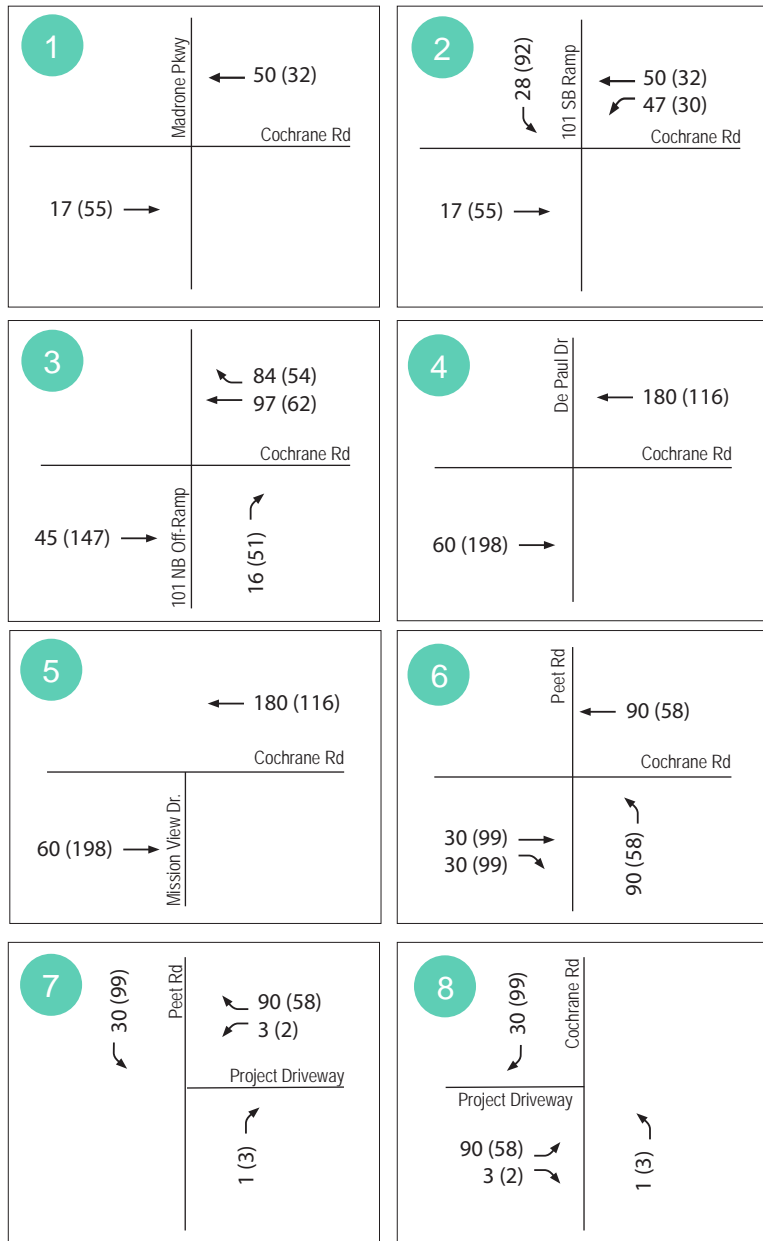 1
Madrone Pkwy
50 (32)
Cochrane Rd
17 (55)
2
28 (92)
101 SB Ramp
50 (32)
47 (30)
Cochrane Rd
17 (55)
3
84 (54)
97 (62)
Cochrane Rd
45 (147)
101 NB Off-Ramp
16 (51)
4
De Paul Dr
180 (116)
Cochrane Rd
60 (198)
5
180 (116)
Cochrane Rd
60 (198)
Mission View Dr.
6
Peet Rd
90 (58)
Cochrane Rd
30 (99)
30 (99)
90 (58)
7
30 (99)
Peet Rd
90 (58)
3 (2)
Project Driveway
1 (3)
8
30 (99)
Cochrane Rd
Project Driveway
90 (58)
3 (2)
1 (3)